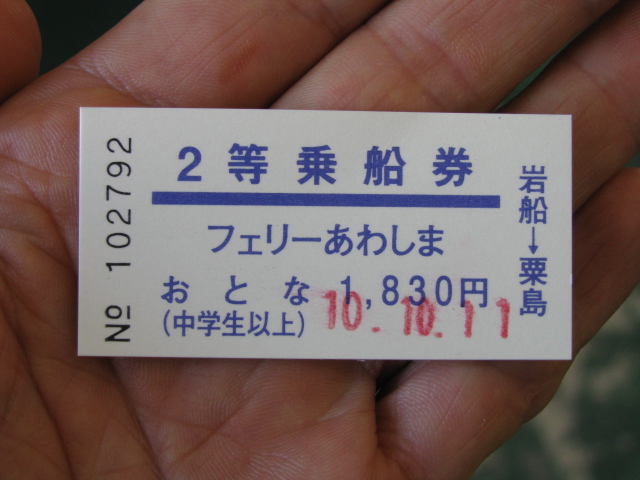 2等乗船券
フェリーあわしま
おとな 1,830円
(中学生以上)
10.10.11
岩船→粟島
№ 102792